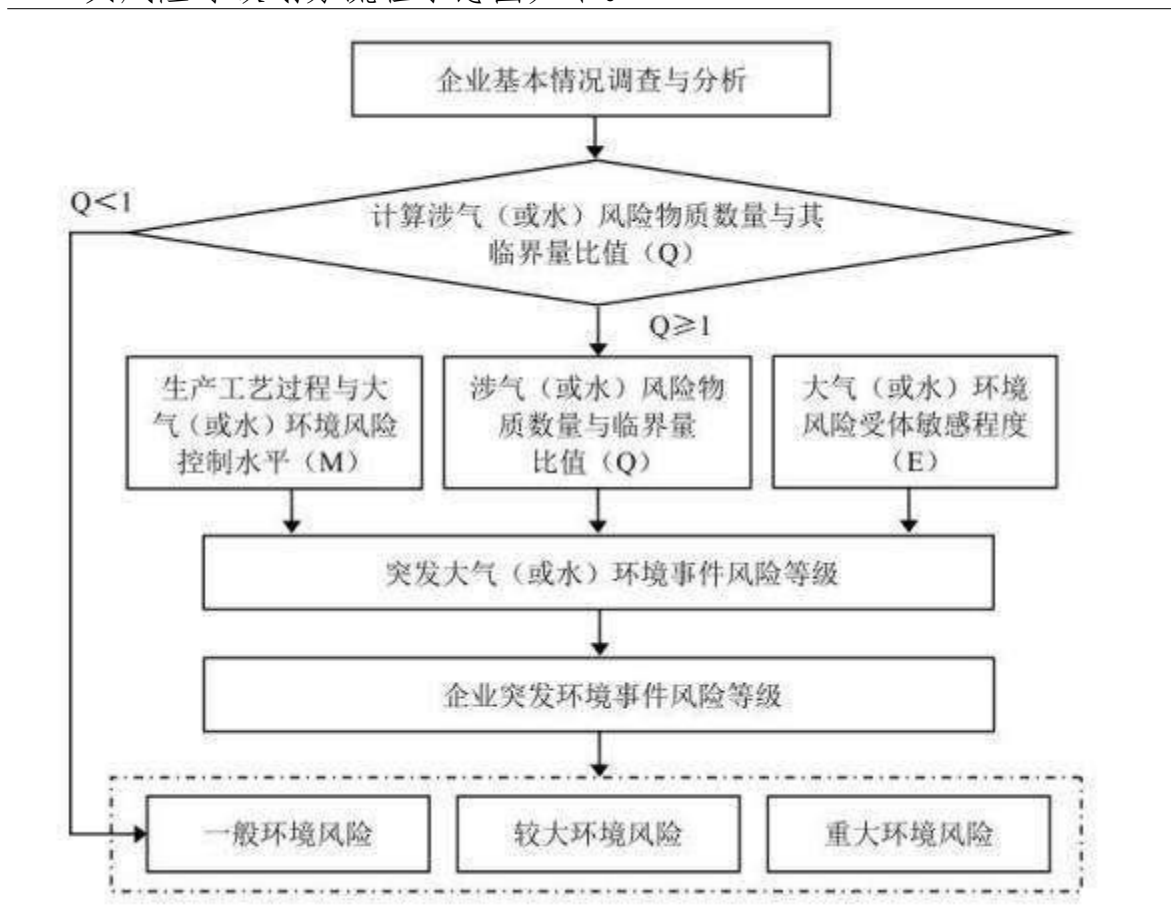 企业基本情况调查与分析
Q＜1
计算涉气（或水）风险物质数量与其
临界量比值（Q）
Q≥1
生产工艺过程与大
气（或水）环境风险
控制水平（M）
涉气（或水）风险物
质数量与临界量
比值（Q）
大气（或水）环境
风险受体敏感程度
（E）
突发大气（或水）环境事件风险等级
企业突发环境事件风险等级
一般环境风险
较大环境风险
重大环境风险